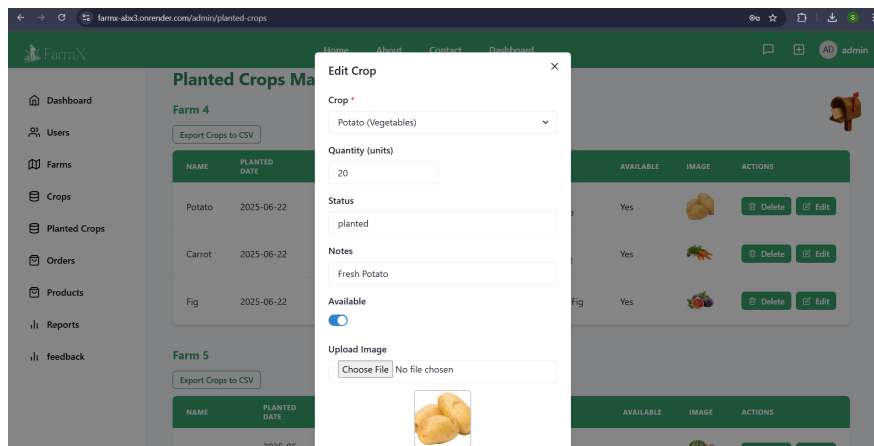 farmx-abx3.onrender.com/admin/planted-crops
S
FarmX
Home About Contact Dashboard
AD admin
Dashboard
Users
Farms
Crops
Planted Crops
Orders
Products
Reports
feedback
Planted Crops Ma
Farm 4
Export Crops to CSV
NAME PLANTED DATE AVAILABLE IMAGE ACTIONS
Potato 2025-06-22 Yes Delete Edit
Carrot 2025-06-22 Yes Delete Edit
Fig 2025-06-22 Fig Yes Delete Edit
Farm 5
Export Crops to CSV
NAME PLANTED DATE AVAILABLE IMAGE ACTIONS
Edit Crop
Crop *
Potato (Vegetables)
Quantity (units)
20
Status
planted
Notes
Fresh Potato
Available
Upload Image
Choose File No file chosen